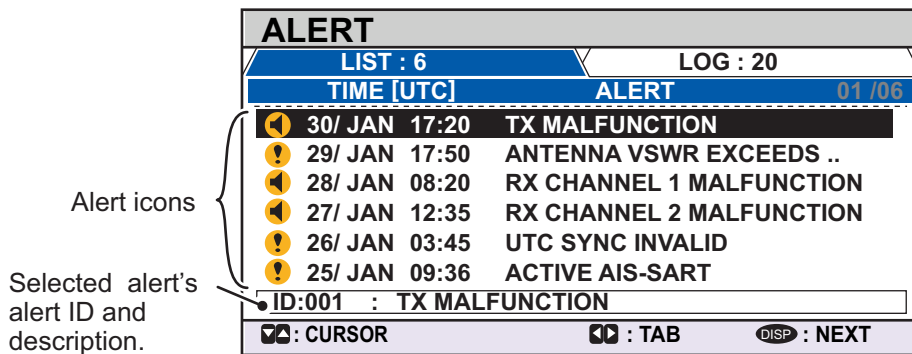 ALERT
LIST : 6 LOG : 20
TIME [UTC] ALERT 01 /06
30/ JAN 17:20 TX MALFUNCTION
29/ JAN 17:50 ANTENNA VSWR EXCEEDS ..
28/ JAN 08:20 RX CHANNEL 1 MALFUNCTION
27/ JAN 12:35 RX CHANNEL 2 MALFUNCTION
26/ JAN 03:45 UTC SYNC INVALID
25/ JAN 09:36 ACTIVE AIS-SART
ID:001 : TX MALFUNCTION
: CURSOR : TAB DISP : NEXT
Alert icons
Selected alert's
alert ID and
description.